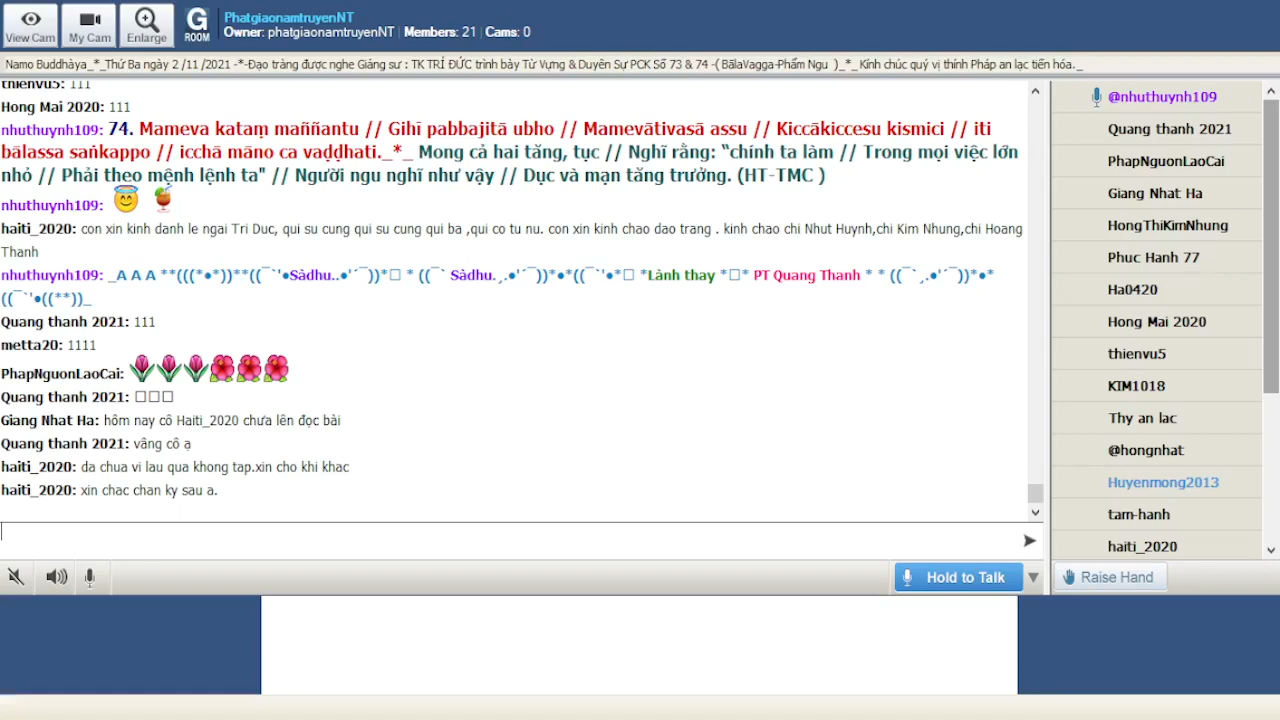 PhatgiaonamtruyenNT
Owner: phatgiaonamtruyenNT | Members: 21 | Cams: 0
View Cam
My Cam
Enlarge
G
ROOM
Namo Buddhàya_*_Thứ Ba ngày 2 /11 /2021 -*-Đạo tràng được nghe Giảng sư : TK TRÍ ĐỨC trình bày Từ Vựng & Duyên Sự PCK Số 73 & 74 -( BālaVagga-Phẩm Ngu )_*_ Kính chúc quý vị thính Pháp an lạc tiến hóa._
thienvu5: 111
Hong Mai 2020: 111
nhuthuynh109: 74. Mameva kataṃ maññantu // Gihī pabbajitā ubho // Mamevātivasā assu // Kiccākiccesu kismici // iti
bālassa saṅkappo // icchā māno ca vaḍḍhati._*_ Mong cả hai tăng, tục // Nghĩ rằng: “chính ta làm // Trong mọi việc lớn
nhỏ // Phải theo mệnh lệnh ta" // Người ngu nghĩ như vậy // Dục và mạn tăng trưởng. (HT-TMC )
nhuthuynh109:
haiti_2020: con xin kinh danh le ngai Tri Duc, qui su cung qui su cung qui ba ,qui co tu nu. con xin kinh chao dao trang . kinh chao chi Nhut Huynh,chi Kim Nhung,chi Hoang
Thanh
nhuthuynh109: _A A A **(((*•*))**((¯`'•Sàdhu..•'´¯))*□ * ((¯` Sàdhu.¸.•'´¯))*•*((¯`'•*□ *Lành thay *□* PT Quang Thanh * * ((¯`¸.•'´¯))*•*
((¯`'•((**))_
Quang thanh 2021: 111
metta20: 1111
PhapNguonLaoCai:
Quang thanh 2021: □□□
Giang Nhat Ha: hôm nay cô Haiti_2020 chưa lên đọc bài
Quang thanh 2021: vâng cô ạ
haiti_2020: da chua vi lau qua khong tap.xin cho khi khac
haiti_2020: xin chac chan ky sau a.
Hold to Talk
@nhuthuynh109
Quang thanh 2021
PhapNguonLaoCai
Giang Nhat Ha
HongThiKimNhung
Phuc Hanh 77
Ha0420
Hong Mai 2020
thienvu5
KIM1018
Thy an lac
@hongnhat
Huyenmong2013
tam-hanh
haiti_2020
Raise Hand